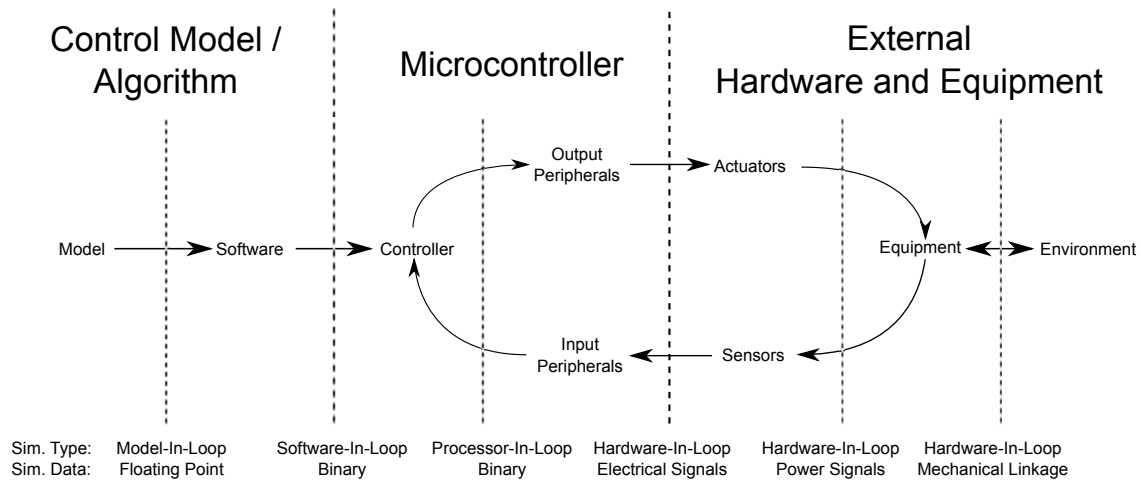 Control Model /
Algorithm
Microcontroller
External
Hardware and Equipment
Output
Peripherals
Actuators
Model
Software
Controller
Equipment
Environment
Input
Peripherals
Sensors
Sim. Type: Model-In-Loop Software-In-Loop Processor-In-Loop Hardware-In-Loop Hardware-In-Loop Hardware-In-Loop
Sim. Data: Floating Point Binary Binary Electrical Signals Power Signals Mechanical Linkage